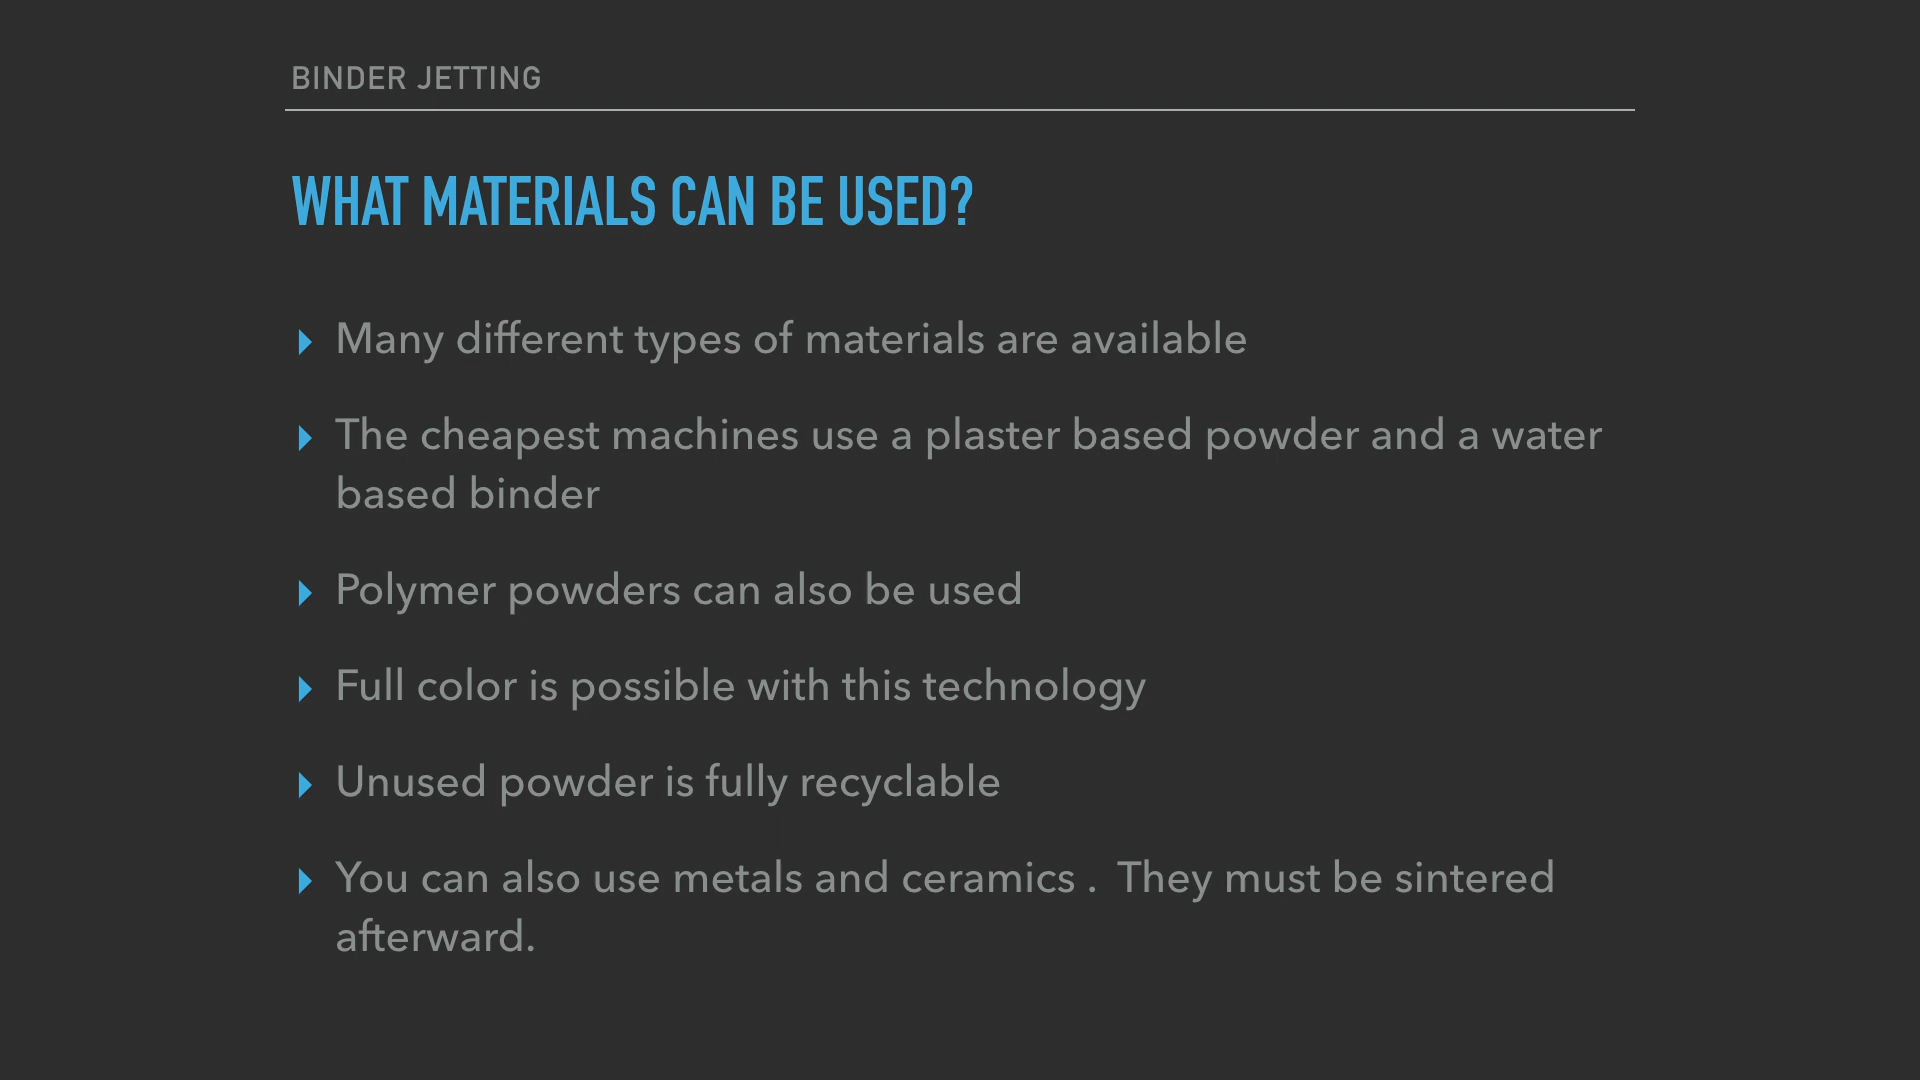 BINDER JETTING
WHAT MATERIALS CAN BE USED?
Many different types of materials are available
The cheapest machines use a plaster based powder and a water
based binder
Polymer powders can also be used
Full color is possible with this technology
Unused powder is fully recyclable
You can also use metals and ceramics .  They must be sintered
afterward.